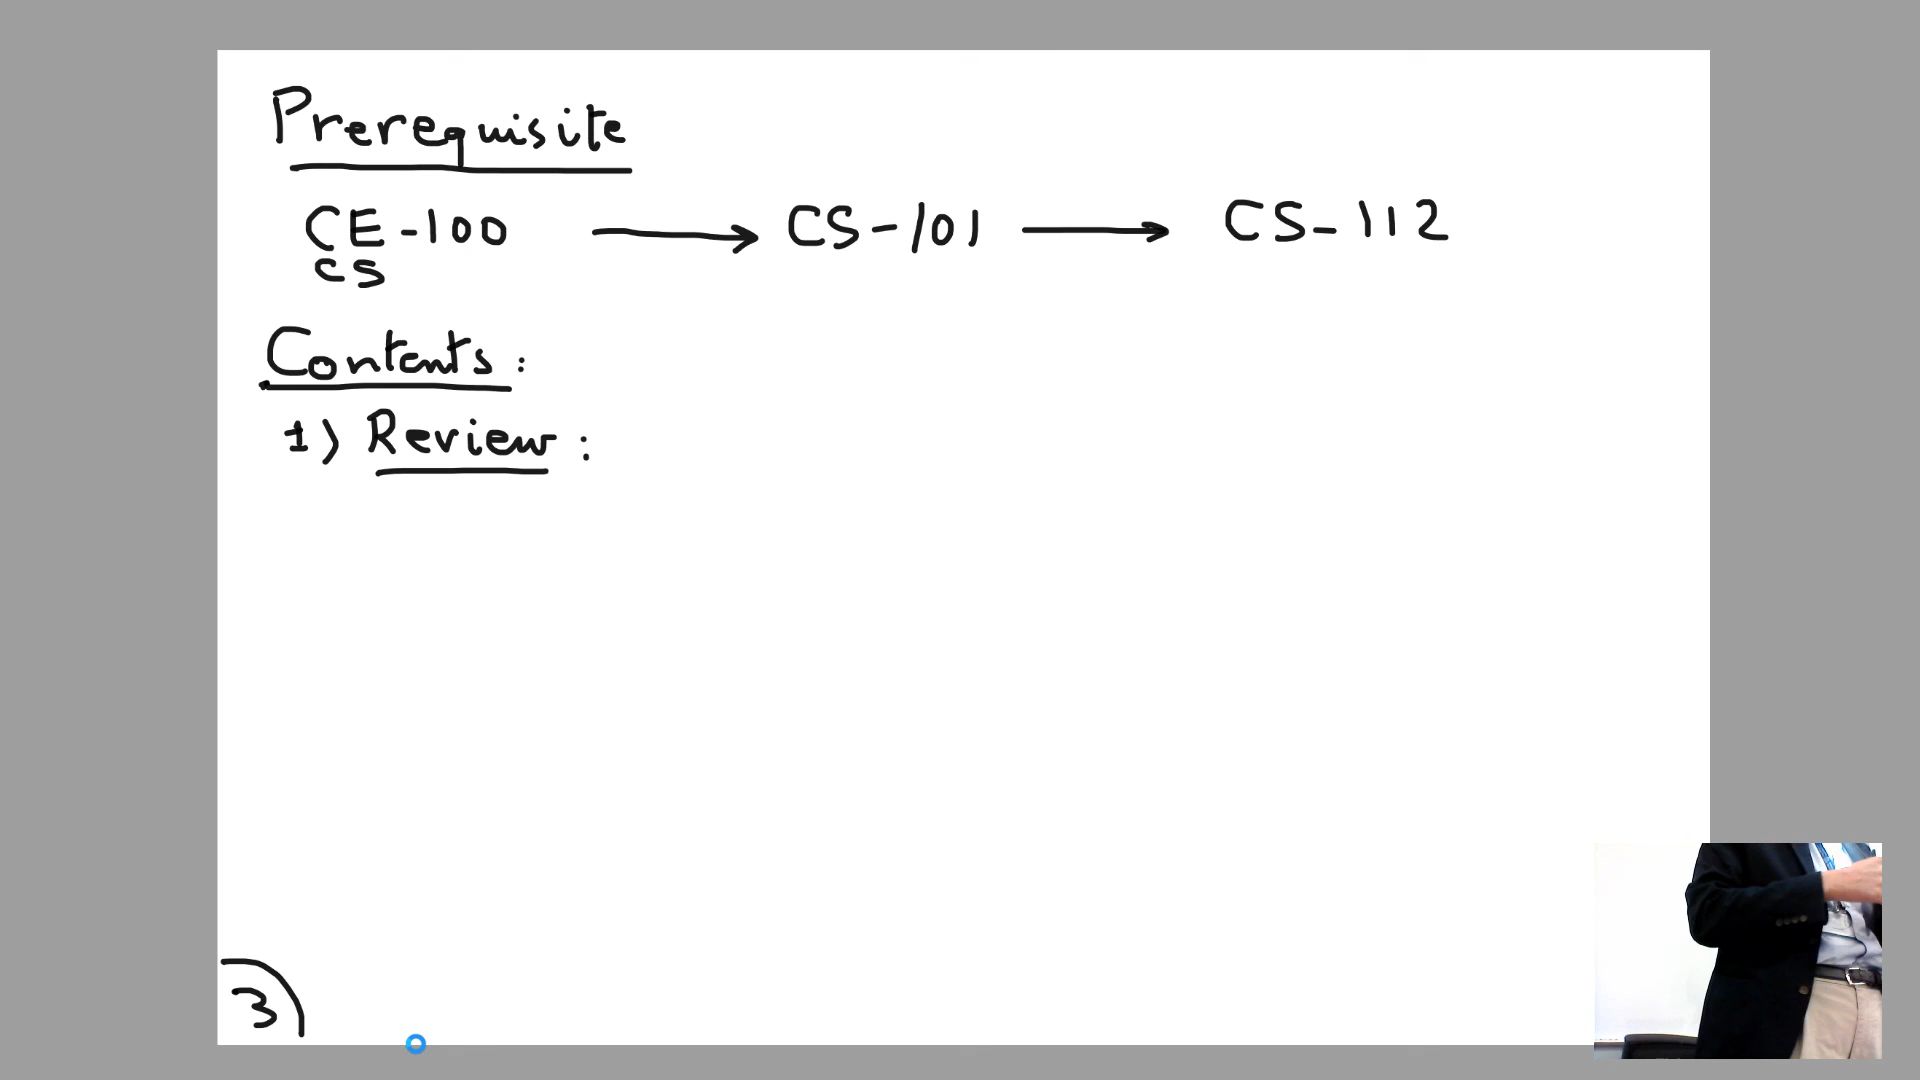 Prerequisite
CE-100 → CS-101 → CS-112
CS
Contents:
1) Review:
3